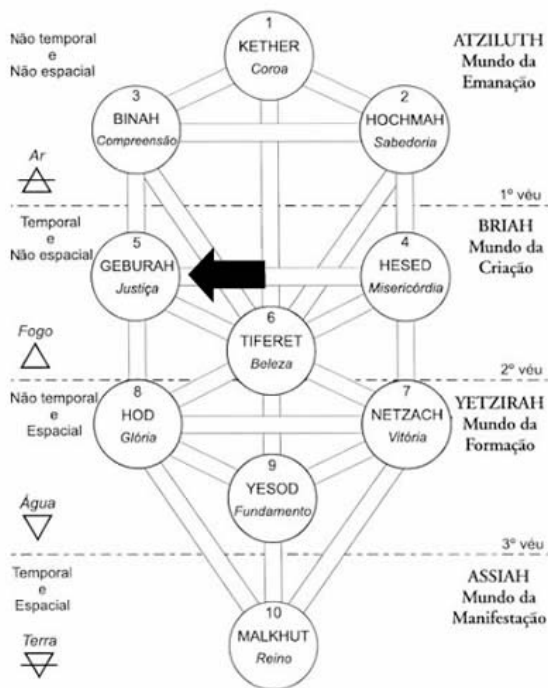 Não temporal
e
Não espacial
1
KETHER
Coroa
ATZILUTH
Mundo da
Emanação
3
BINAH
Compreensão
2
HOCHMAH
Sabedoria
Ar
1º véu
Temporal
e
Não espacial
BRIAH
Mundo da
Criação
5
GEBURAH
Justiça
4
HESED
Misericórdia
6
TIFERET
Beleza
Fogo
2º véu
Não temporal
e
Espacial
8
HOD
Glória
7
NETZACH
Vitória
YETZIRAH
Mundo da
Formação
9
YESOD
Fundamento
Água
3º véu
Temporal
e
Espacial
ASSIAH
Mundo da
Manifestação
10
MALKHUT
Reino
Terra